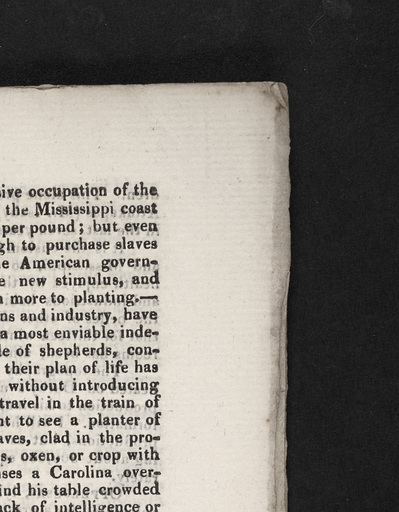 ive occupation of the
the Mississippi coast
per pound; but even
gh to purchase slaves
e American govern-
e new stimulus, and
more to planting.—
ns and industry, have
a most enviable inde-
le of shepherds, con-
their plan of life has
without introducing
travel in the train of
nt to see a planter of
aves, clad in the pro-
s, oxen, or crop with
ses a Carolina over-
ind his table crowded
ck of intelligence or